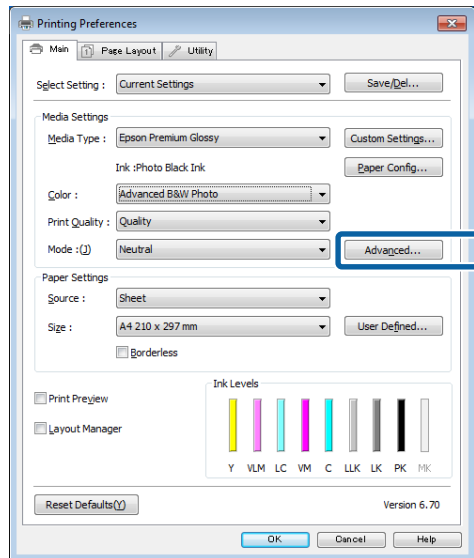 Printing Preferences
Main Page Layout Utility
Select Setting : Current Settings Save/Del...
Media Settings
Media Type : Epson Premium Glossy Custom Settings...
Ink :Photo Black Ink Paper Config...
Color : Advanced B&W Photo
Print Quality : Quality
Mode :(J) Neutral Advanced...
Paper Settings
Source : Sheet
Size : A4 210 x 297 mm User Defined...
Borderless
Print Preview
Layout Manager
Ink Levels
Y VLM LC VM C LLK LK PK MK
Reset Defaults(Y) Version 6.70
OK Cancel Help